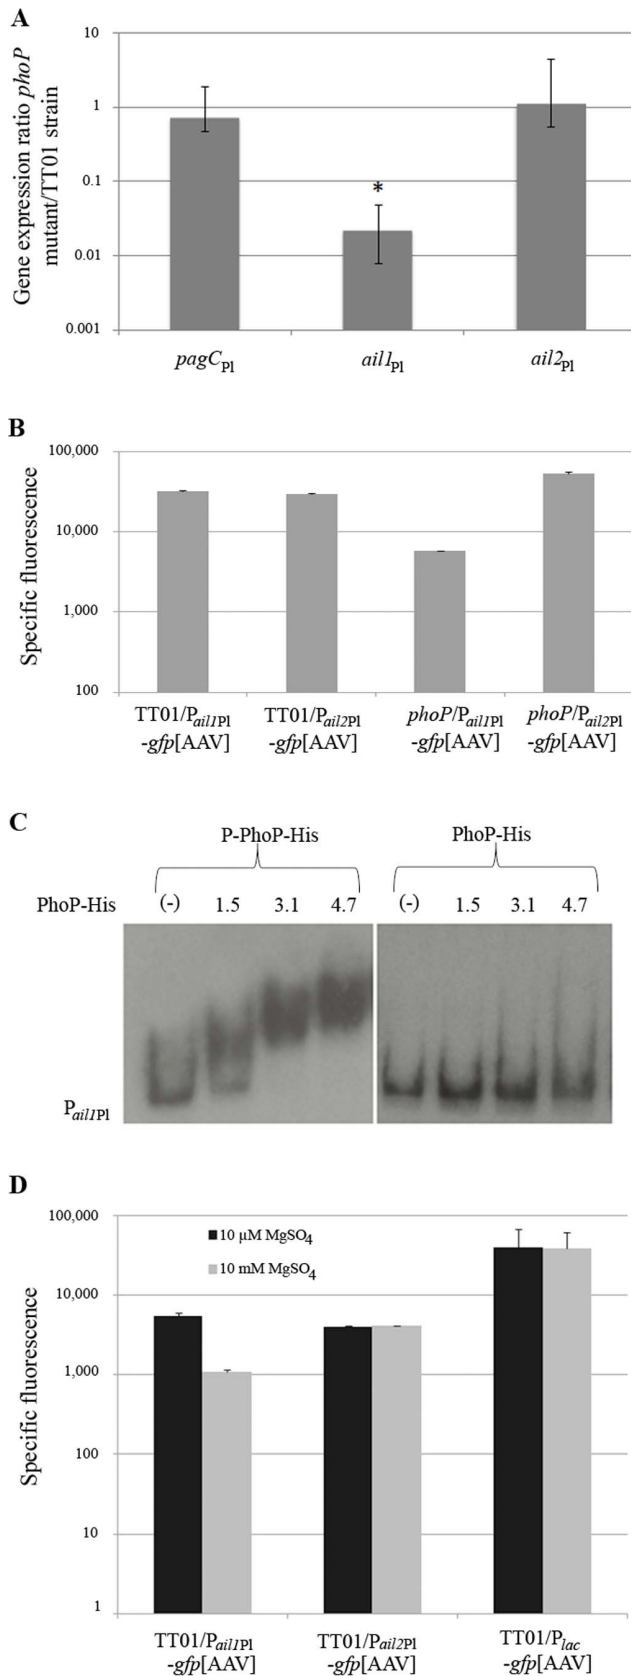 A
Gene expression ratio phoP
mutant/TT01 strain
10
1
0.1
0.01
0.001
*
pagCPl ail1Pl ail2Pl
B
Specific fluorescence
100,000
10,000
1,000
100
TT01/Pail1Pl TT01/Pail2Pl phoP/Pail1Pl phoP/Pail2Pl
-gfp[AAV] -gfp[AAV] -gfp[AAV] -gfp[AAV]
C
P-PhoP-His PhoP-His
PhoP-His (-) 1.5 3.1 4.7 (-) 1.5 3.1 4.7
Pail1Pl
D
Specific fluorescence
100,000
10,000
1,000
100
10
1
10 µM MgSO4
10 mM MgSO4
TT01/Pail1Pl TT01/Pail2Pl TT01/Plac
-gfp[AAV] -gfp[AAV] -gfp[AAV]